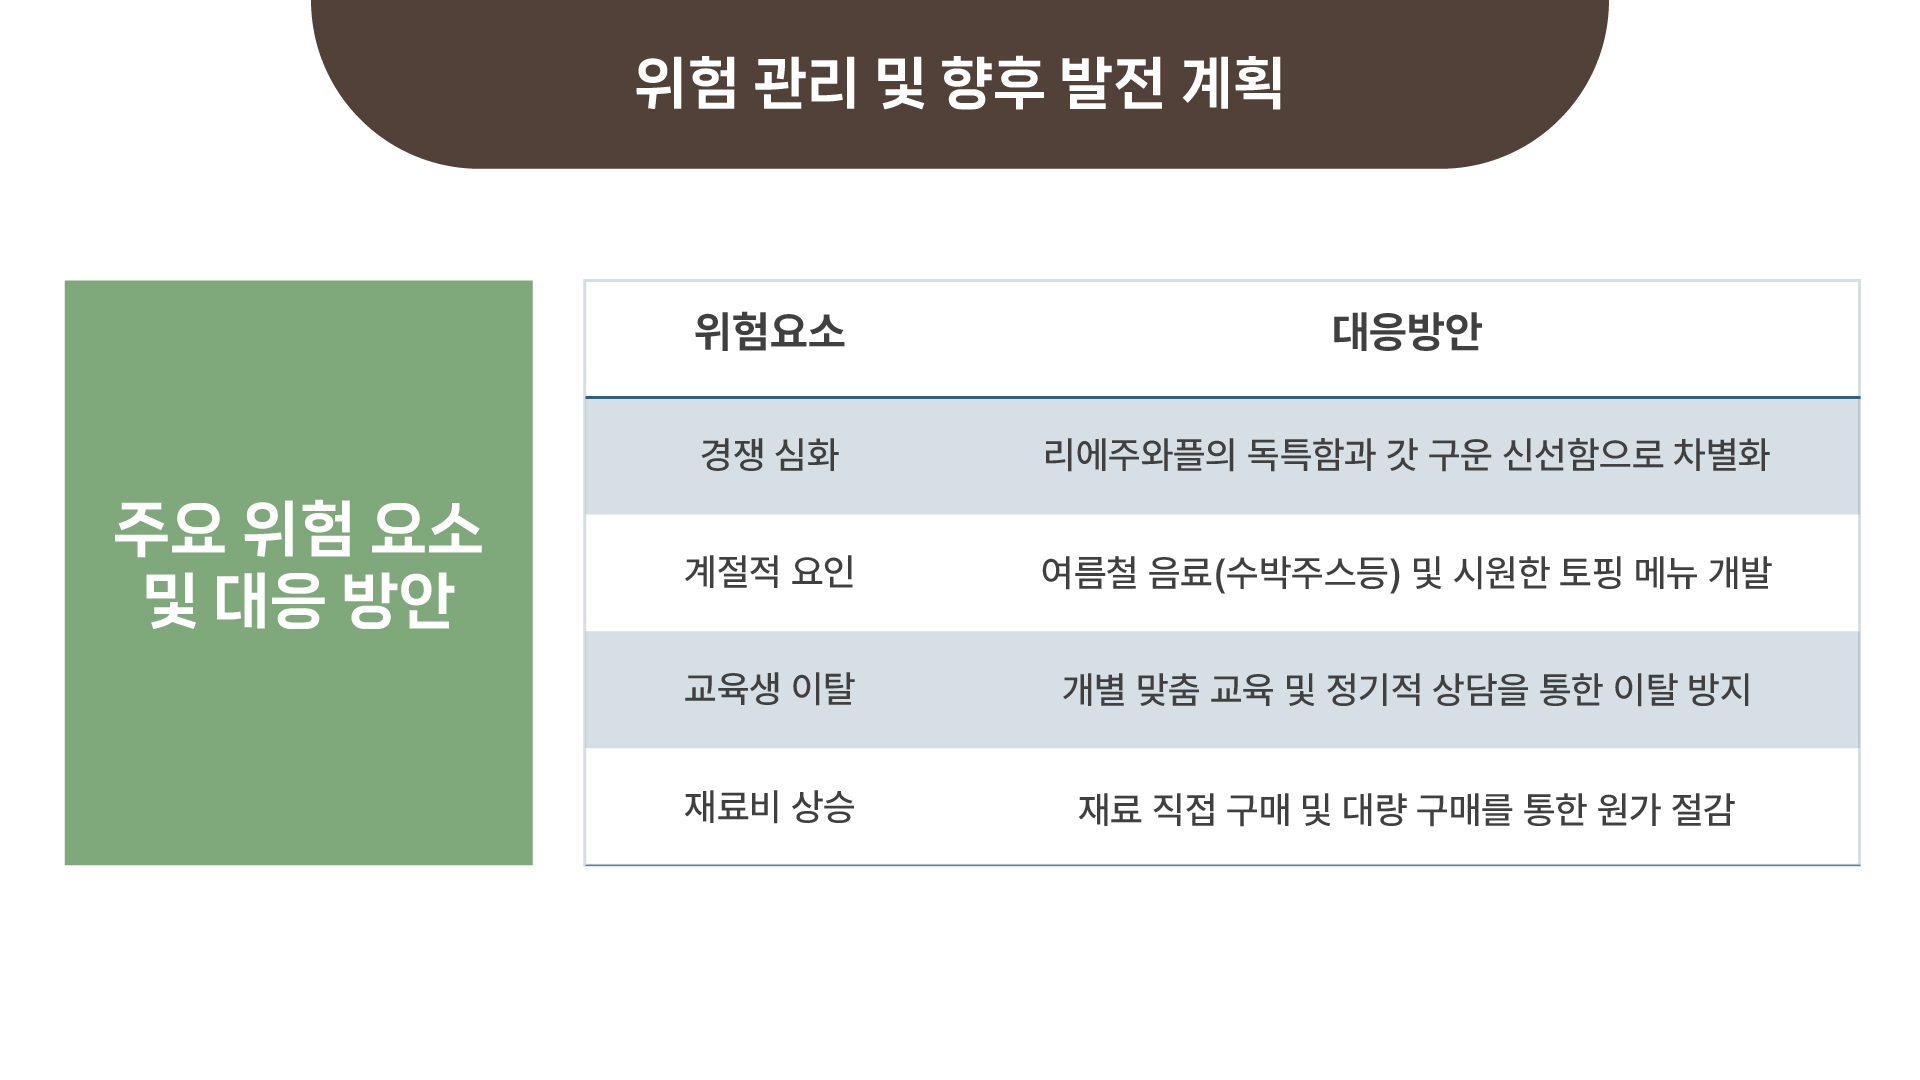 위험 관리 및 향후 발전 계획
주요 위험 요소
및 대응 방안
위험요소 대응방안
경쟁 심화 리에주와플의 독특함과 갓 구운 신선함으로 차별화
계절적 요인 여름철 음료(수박주스등) 및 시원한 토핑 메뉴 개발
교육생 이탈 개별 맞춤 교육 및 정기적 상담을 통한 이탈 방지
재료비 상승 재료 직접 구매 및 대량 구매를 통한 원가 절감